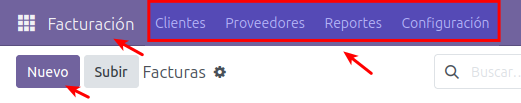 Facturación Clientes Proveedores Reportes Configuración
Nuevo Subir Facturas Buscar...